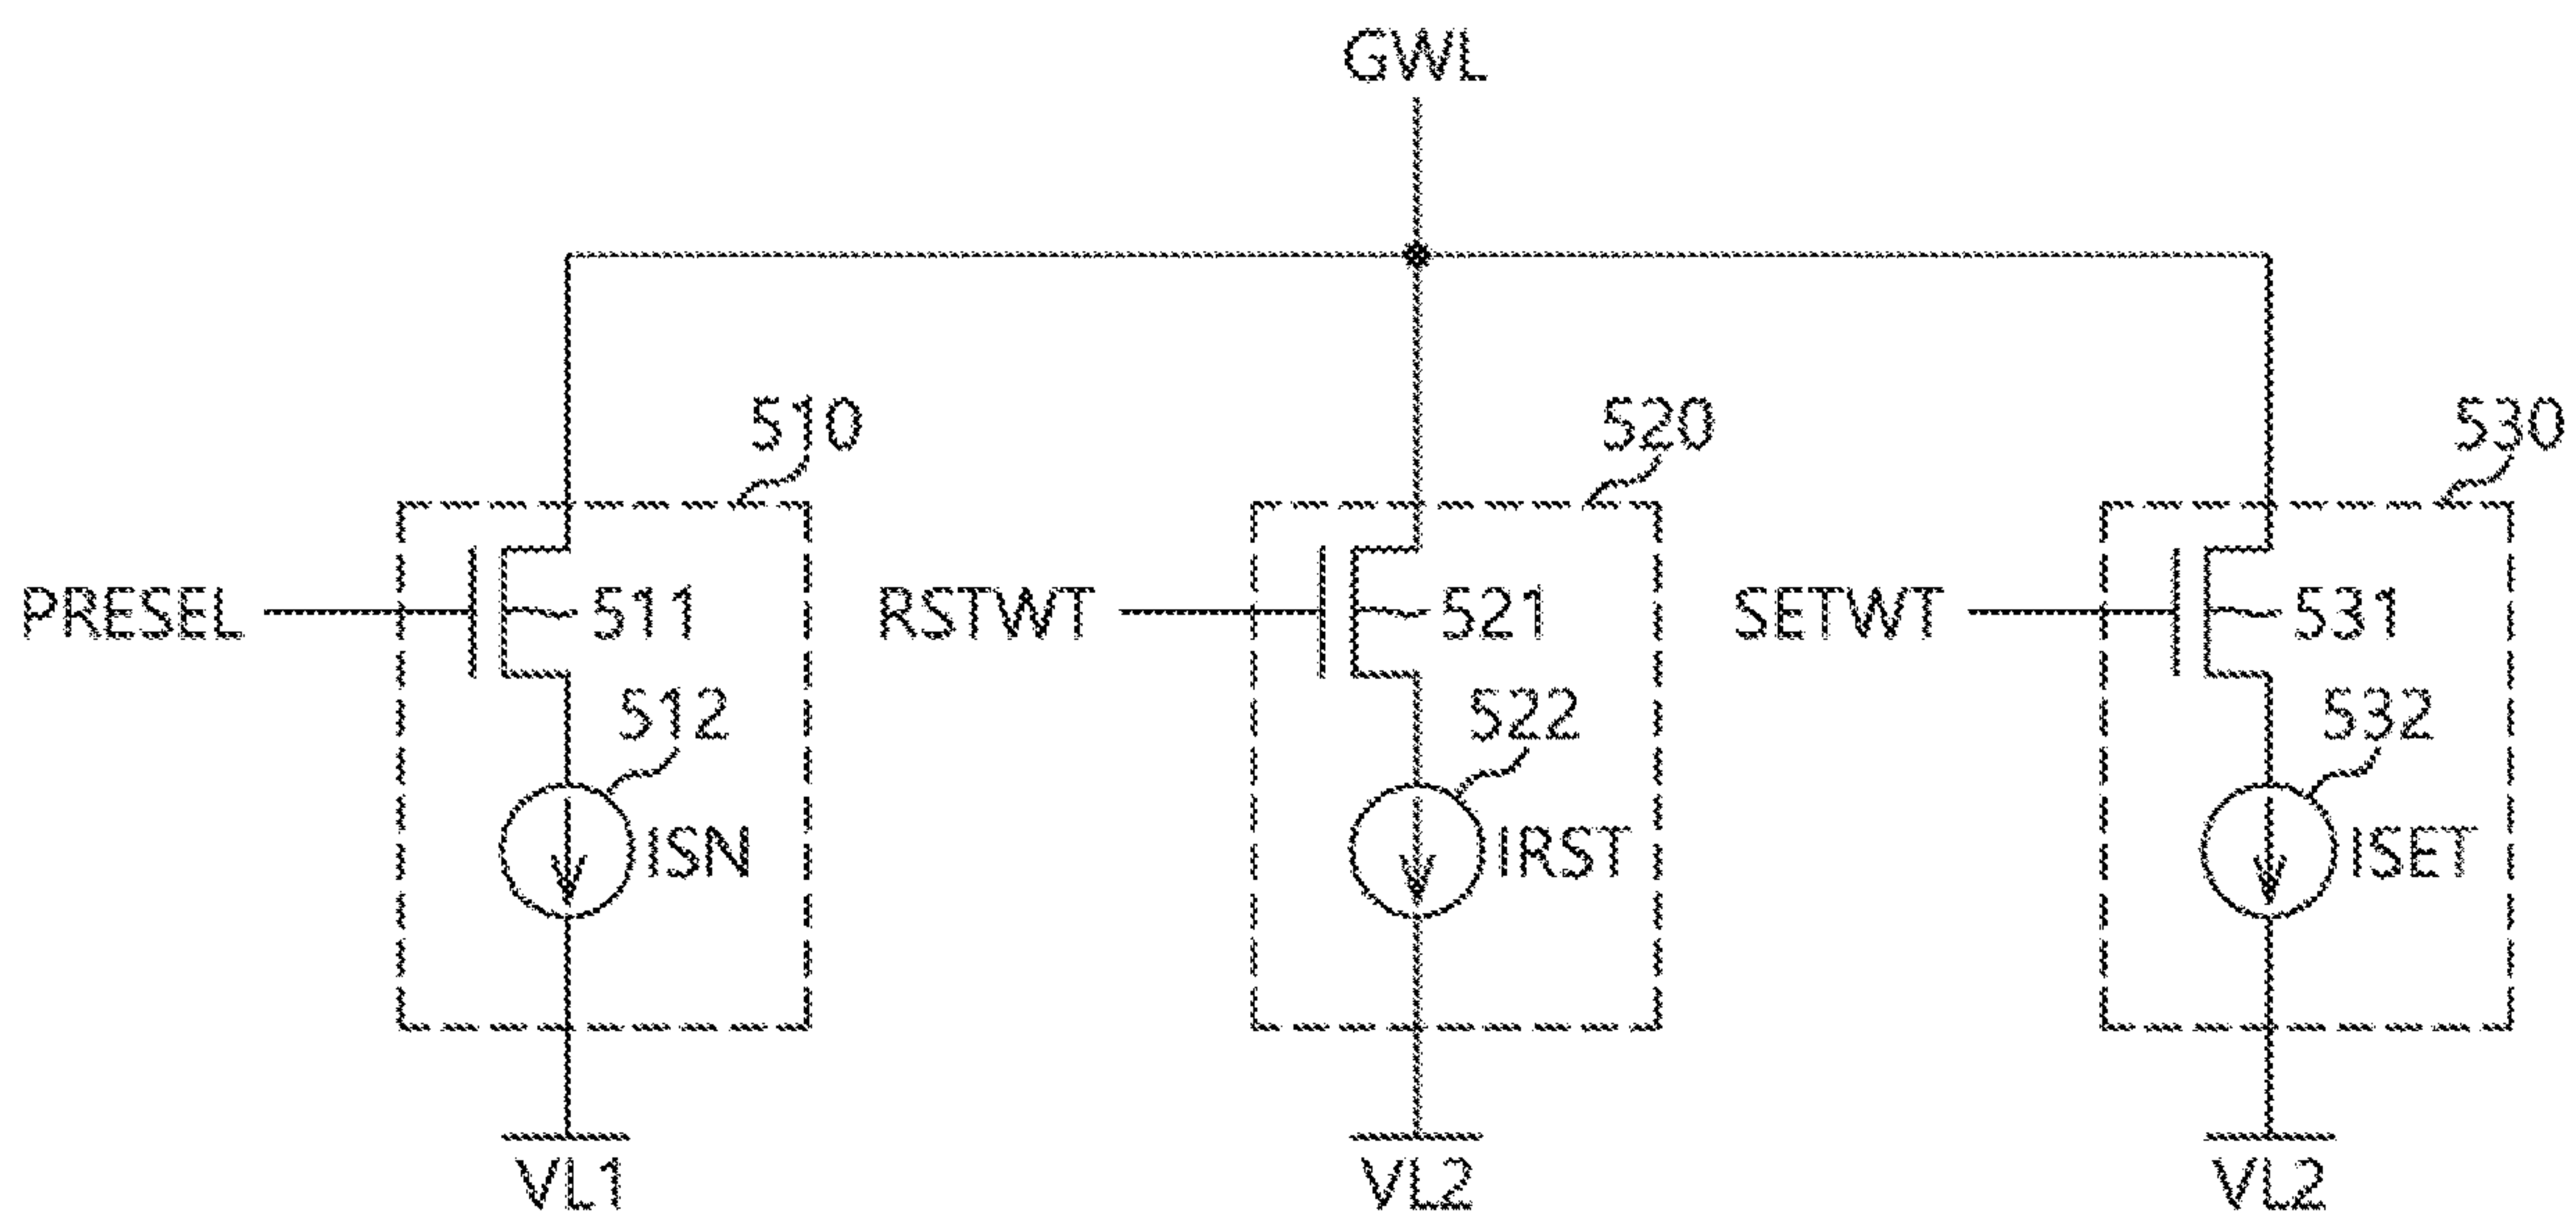 GWL
510 520 530
PRESEL 511 RSTWT 521 SETWT 531
512 522 532
ISN IRST ISET
VL1 VL2 VL2